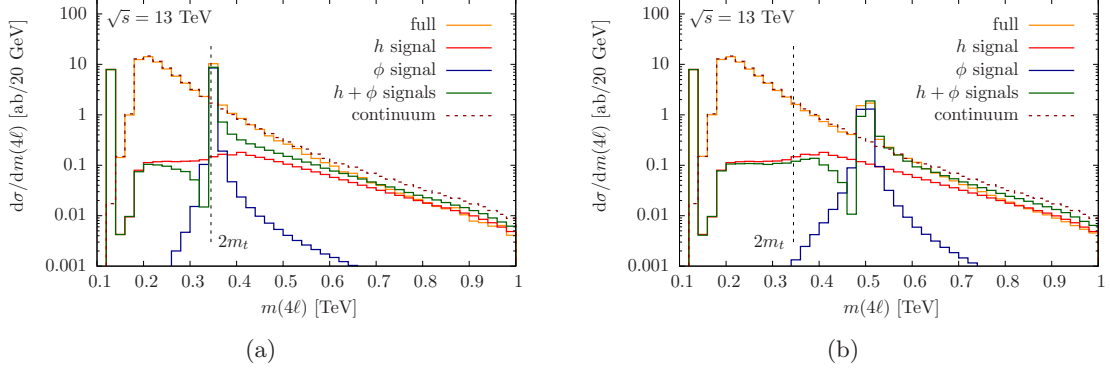 √s = 13 TeV
full
h signal
ϕ signal
h + ϕ signals
continuum
2m_t
dσ/dm(4ℓ) [ab/20 GeV]
100
10
1
0.1
0.01
0.001
0.1 0.2 0.3 0.4 0.5 0.6 0.7 0.8 0.9 1
m(4ℓ) [TeV]
(a)
√s = 13 TeV
full
h signal
ϕ signal
h + ϕ signals
continuum
2m_t
dσ/dm(4ℓ) [ab/20 GeV]
100
10
1
0.1
0.01
0.001
0.1 0.2 0.3 0.4 0.5 0.6 0.7 0.8 0.9 1
m(4ℓ) [TeV]
(b)